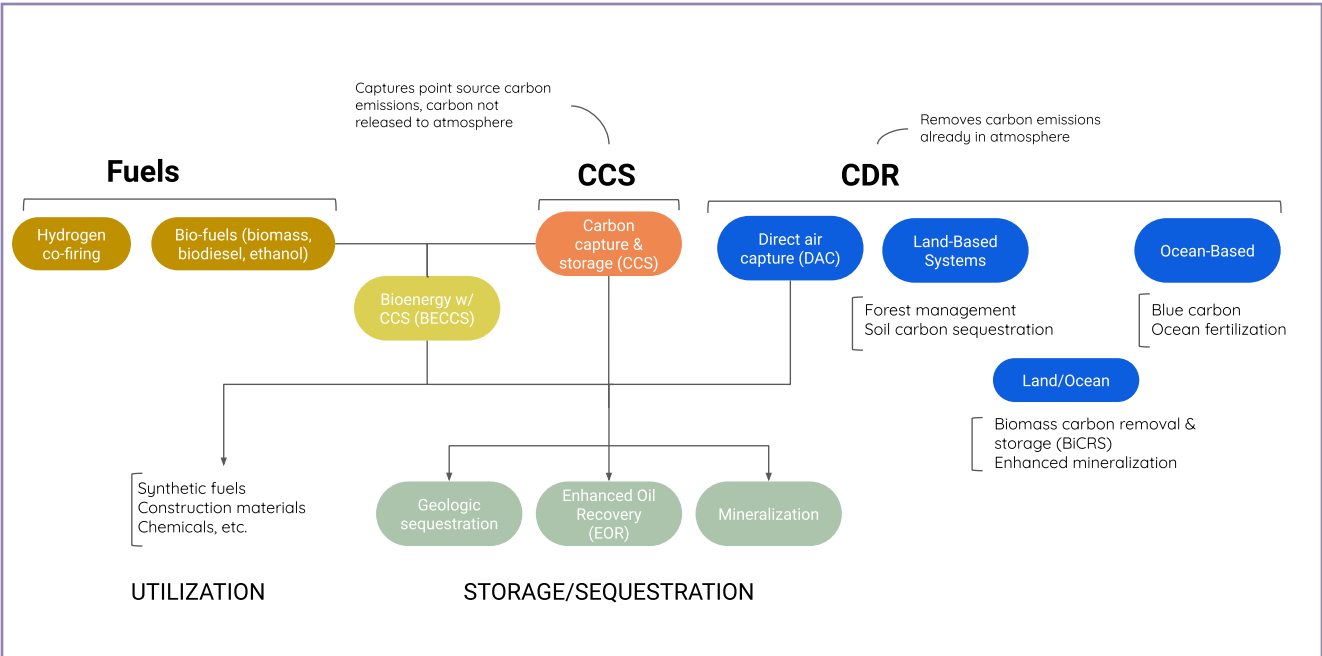 Captures point source carbon
emissions, carbon not
released to atmosphere
Removes carbon emissions
already in atmosphere
Fuels
CCS
CDR
Hydrogen
co-firing
Bio-fuels (biomass,
biodiesel, ethanol)
Carbon
capture &
storage (CCS)
Direct air
capture (DAC)
Land-Based
Systems
Ocean-Based
Bioenergy w/
CCS (BECCS)
Forest management
Soil carbon sequestration
Blue carbon
Ocean fertilization
Land/Ocean
Biomass carbon removal &
storage (BiCRS)
Enhanced mineralization
Synthetic fuels
Construction materials
Chemicals, etc.
Geologic
sequestration
Enhanced Oil
Recovery
(EOR)
Mineralization
UTILIZATION
STORAGE/SEQUESTRATION